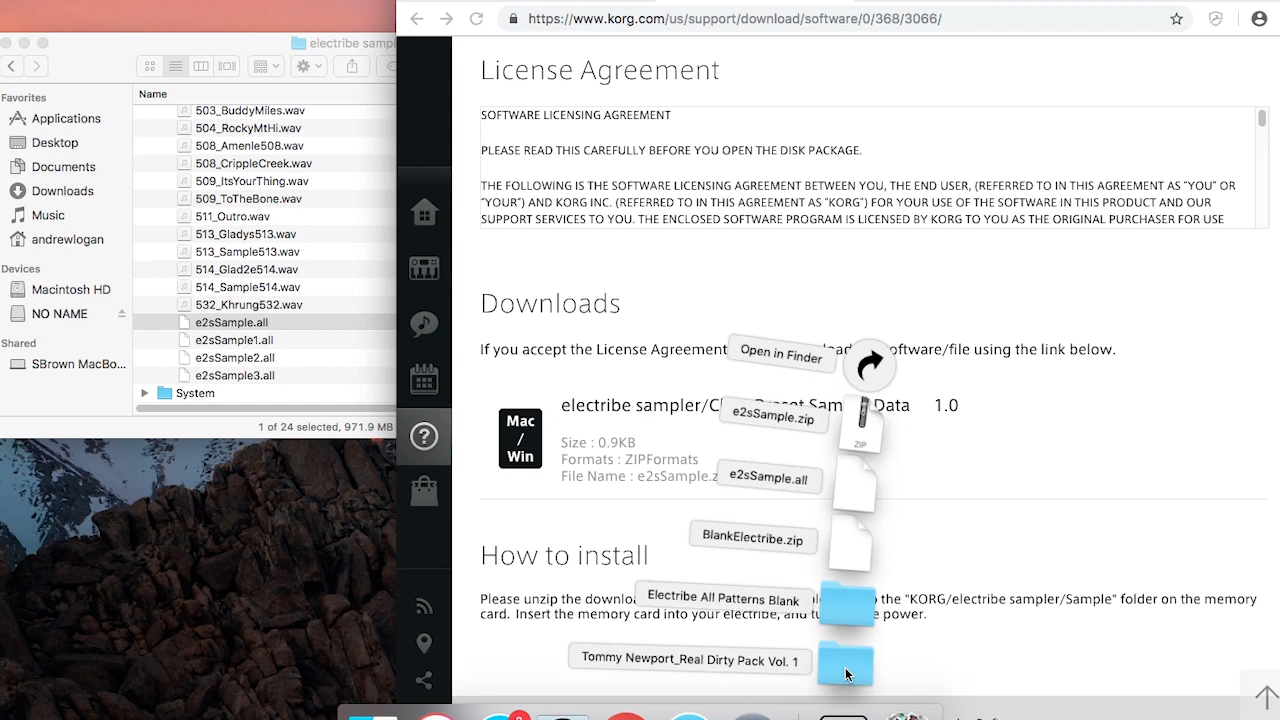 https://www.korg.com/us/support/download/software/0/368/3066/
electribe sampl
Favorites
Applications
Desktop
Documents
Downloads
Music
andrewlogan
Devices
Macintosh HD
NO NAME
Shared
SBrown MacBo...
Name
503_BuddyMiles.wav
504_RockyMtHi.wav
508_Amenle508.wav
508_CrippleCreek.wav
509_ItsYourThing.wav
509_ToTheBone.wav
511_Outro.wav
513_Gladys513.wav
513_Sample513.wav
514_Glad2e514.wav
514_Sample514.wav
532_Khrung532.wav
e2sSample.all
e2sSample1.all
e2sSample2.all
e2sSample3.all
System
1 of 24 selected, 971.9 MB
License Agreement
SOFTWARE LICENSING AGREEMENT
PLEASE READ THIS CAREFULLY BEFORE YOU OPEN THE DISK PACKAGE.
THE FOLLOWING IS THE SOFTWARE LICENSING AGREEMENT BETWEEN YOU, THE END USER, (REFERRED TO IN THIS AGREEMENT AS "YOU" OR
"YOUR") AND KORG INC. (REFERRED TO IN THIS AGREEMENT AS "KORG") FOR YOUR USE OF THE SOFTWARE IN THIS PRODUCT AND OUR
SUPPORT SERVICES TO YOU. THE ENCLOSED SOFTWARE PROGRAM IS LICENSED BY KORG TO YOU AS THE ORIGINAL PURCHASER FOR USE
Downloads
If you accept the License Agreement
oftware/file using the link below.
Open in Finder
Mac
/
Win
electribe sampler/C
Data 1.0
Size : 0.9KB
Formats : ZIPFormats
File Name : e2sSample.z
e2sSample.zip
ZIP
e2sSample.all
BlankElectribe.zip
How to install
Please unzip the downloa
o the "KORG/electribe sampler/Sample" folder on the memory
card. Insert the memory card into your electribe, and tu
e power.
Electribe All Patterns Blank
Tommy Newport_Real Dirty Pack Vol. 1